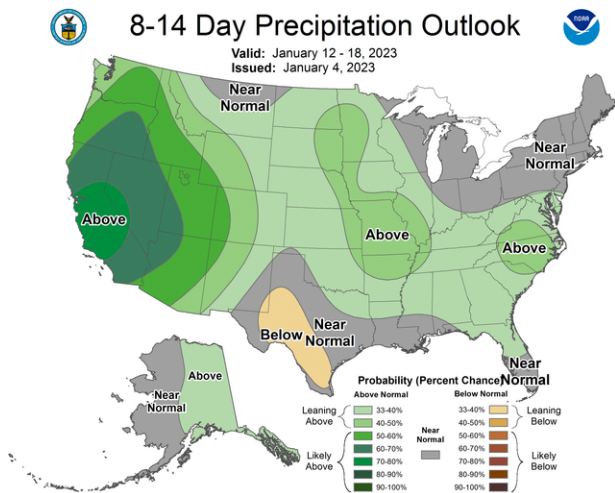 8-14 Day Precipitation Outlook
Valid: January 12 - 18, 2023
Issued: January 4, 2023
NOAA
Near
Normal
Near
Normal
Above
Above
Above
Below
Near
Normal
Near
Normal
Above
Near
Normal
Probability (Percent Chance)
Above Normal
Below Normal
Leaning
Above
33-40%
40-50%
Likely
Above
50-60%
60-70%
70-80%
80-90%
90-100%
Near
Normal
33-40%
40-50%
Leaning
Below
50-60%
60-70%
70-80%
80-90%
90-100%
Likely
Below